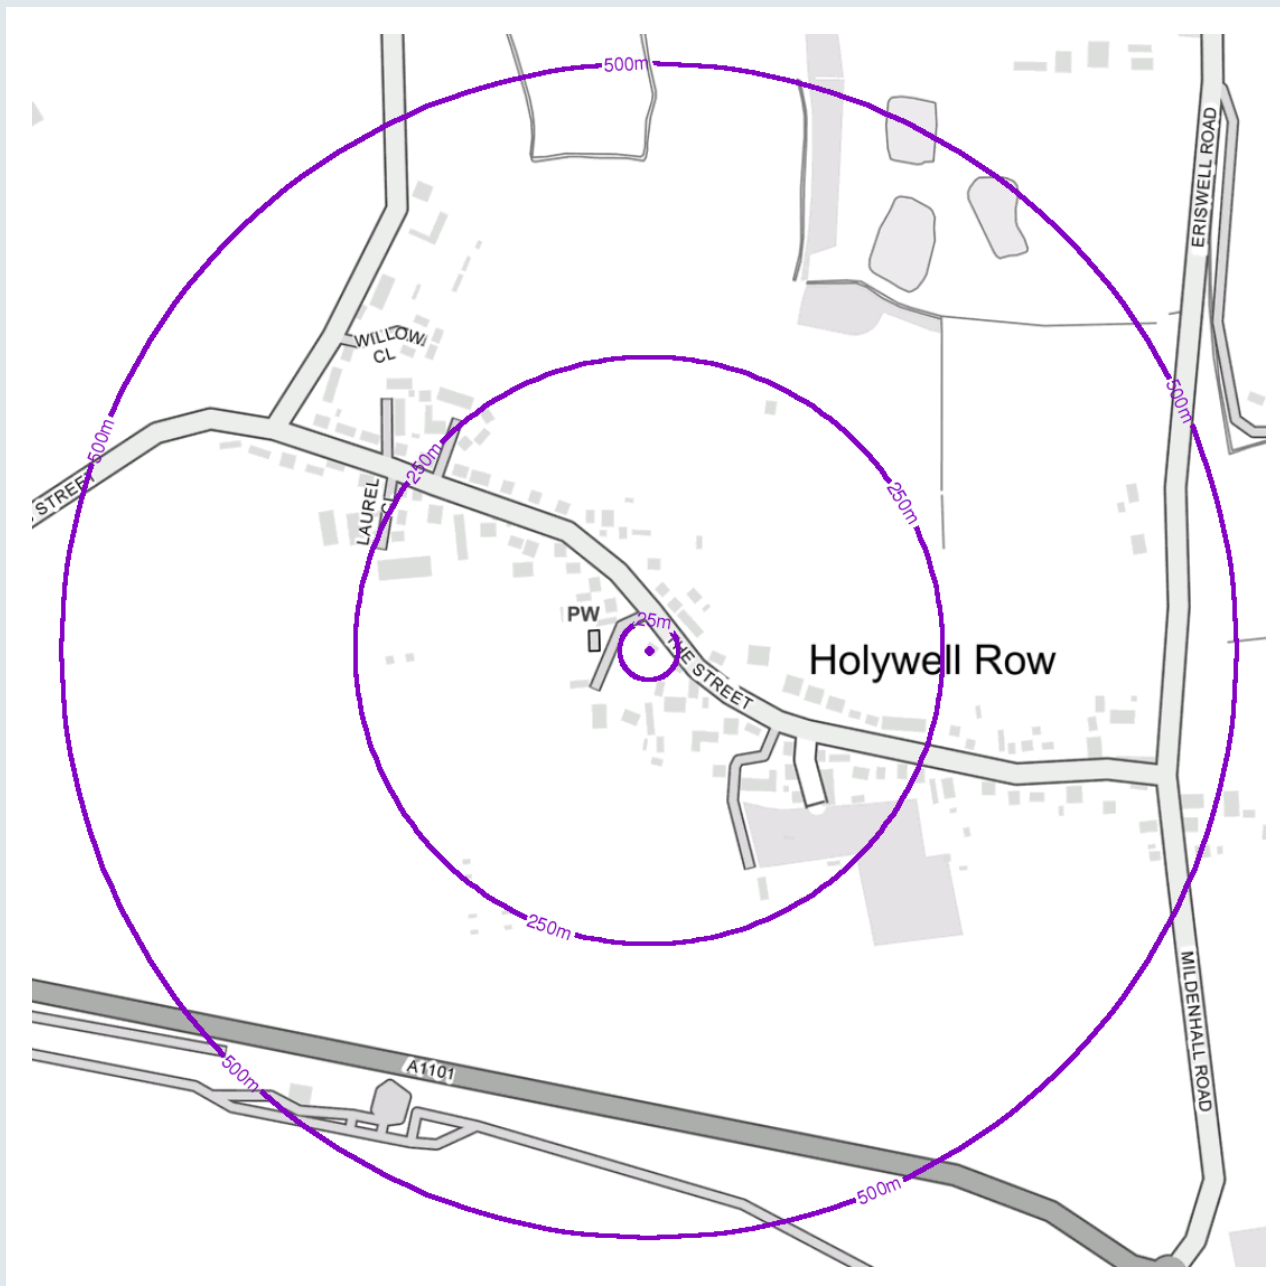 500m
ERISWELL ROAD
WILLOW
CL
500m
500m
250m
STREET
LAUREL
250m
PW
25m
THE STREET
Holywell Row
250m
MILDENHALL ROAD
A1101
500m
500m